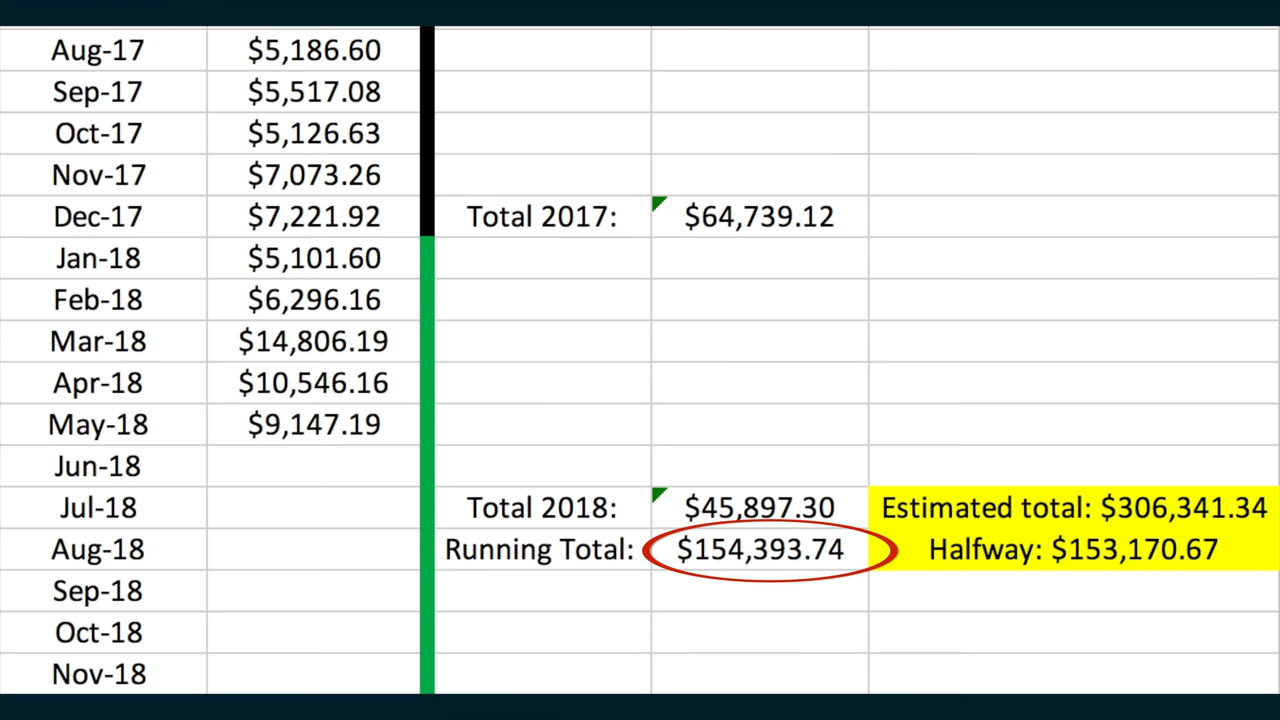 Aug-17 $5,186.60
Sep-17 $5,517.08
Oct-17 $5,126.63
Nov-17 $7,073.26
Dec-17 $7,221.92 Total 2017: $64,739.12
Jan-18 $5,101.60
Feb-18 $6,296.16
Mar-18 $14,806.19
Apr-18 $10,546.16
May-18 $9,147.19
Jun-18
Jul-18 Total 2018: $45,897.30 Estimated total: $306,341.34
Aug-18 Running Total: $154,393.74 Halfway: $153,170.67
Sep-18
Oct-18
Nov-18